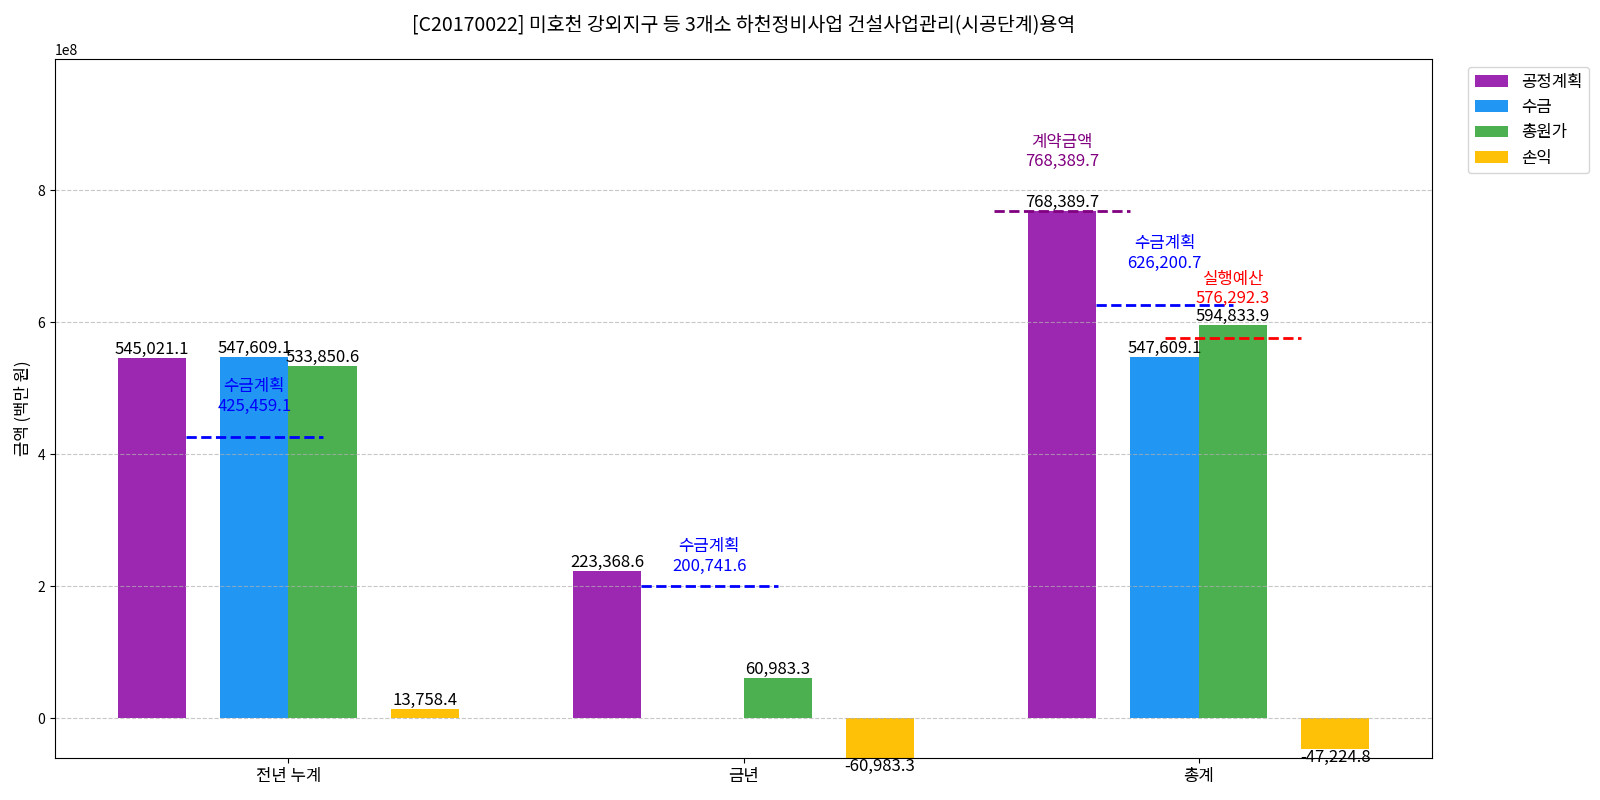 [C20170022] 미호천 강외지구 등 3개소 하천정비사업 건설사업관리(시공단계)용역
1e8
금액 (백만 원)
8
6
4
2
0
공정계획
수금
총원가
손익
545,021.1
547,609.1
533,850.6
수금계획
425,459.1
13,758.4
223,368.6
수금계획
200,741.6
60,983.3
-60,983.3
계약금액
768,389.7
768,389.7
수금계획
626,200.7
실행예산
576,292.3
594,833.9
547,609.1
-47,224.8
전년 누계
금년
총계